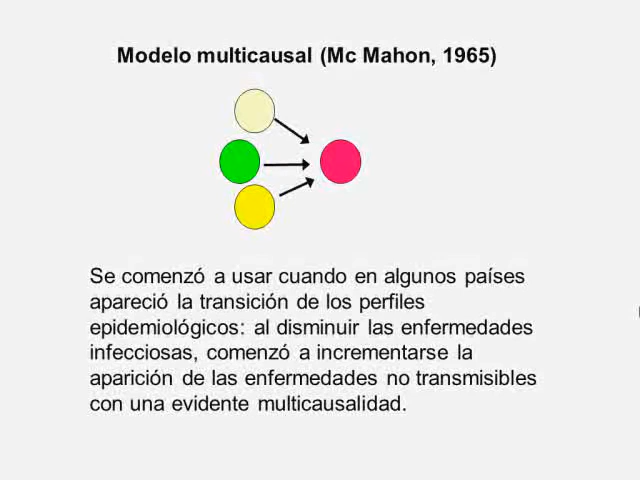 Modelo multicausal (Mc Mahon, 1965)
Se comenzó a usar cuando en algunos países
apareció la transición de los perfiles
epidemiológicos: al disminuir las enfermedades
infecciosas, comenzó a incrementarse la
aparición de las enfermedades no transmisibles
con una evidente multicausalidad.